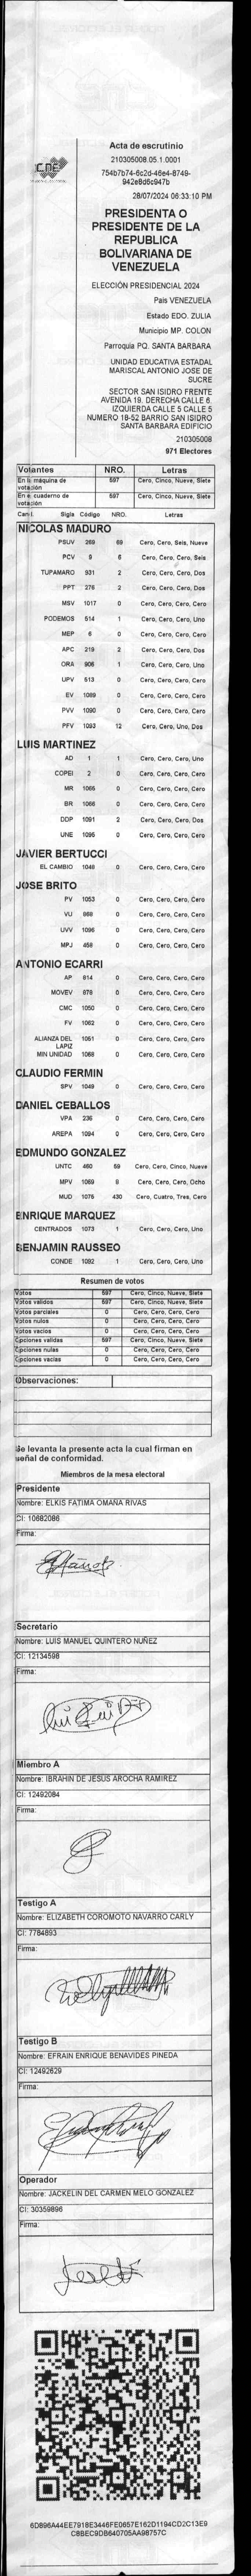 CNE
Acta de escrutinio
210305008.05.1.0001
754b7b74-6c2d-46e4-8749-
942e8d6c947b
28/07/2024 06:33:10 PM
PRESIDENTA O
PRESIDENTE DE LA
REPUBLICA
BOLIVARIANA DE
VENEZUELA
ELECCIÓN PRESIDENCIAL 2024
Pais VENEZUELA
Estado EDO. ZULIA
Municipio MP. COLON
Parroquia PQ. SANTA BARBARA
UNIDAD EDUCATIVA ESTADAL
MARISCAL ANTONIO JOSE DE
SUCRE
SECTOR SAN ISIDRO FRENTE
AVENIDA 18. DERECHA CALLE 6.
IZQUIERDA CALLE 5 CALLE 5
NUMERO 18-52 BARRIO SAN ISIDRO
SANTA BARBARA EDIFICIO
210305008
971 Electores
Votantes NRO. Letras
En la máquina de votación 597 Cero, Cinco, Nueve, Siete
En el cuaderno de votación 597 Cero, Cinco, Nueve, Siete
Cand. Sigla Código NRO. Letras
NICOLAS MADURO
PSUV 269 69 Cero, Cero, Seis, Nueve
PCV 9 6 Cero, Cero, Cero, Seis
TUPAMARO 931 2 Cero, Cero, Cero, Dos
PPT 276 2 Cero, Cero, Cero, Dos
MSV 1017 0 Cero, Cero, Cero, Cero
PODEMOS 514 1 Cero, Cero, Cero, Uno
MEP 6 0 Cero, Cero, Cero, Cero
APC 219 2 Cero, Cero, Cero, Dos
ORA 906 1 Cero, Cero, Cero, Uno
UPV 513 0 Cero, Cero, Cero, Cero
EV 1089 0 Cero, Cero, Cero, Cero
PVV 1090 0 Cero, Cero, Cero, Cero
PFV 1093 12 Cero, Cero, Uno, Dos
LUIS MARTINEZ
AD 1 1 Cero, Cero, Cero, Uno
COPEI 2 0 Cero, Cero, Cero, Cero
MR 1065 0 Cero, Cero, Cero, Cero
BR 1066 0 Cero, Cero, Cero, Cero
DDP 1091 2 Cero, Cero, Cero, Dos
UNE 1095 0 Cero, Cero, Cero, Cero
JAVIER BERTUCCI
EL CAMBIO 1046 0 Cero, Cero, Cero, Cero
JOSE BRITO
PV 1053 0 Cero, Cero, Cero, Cero
VU 868 0 Cero, Cero, Cero, Cero
UVV 1096 0 Cero, Cero, Cero, Cero
MPJ 458 0 Cero, Cero, Cero, Cero
ANTONIO ECARRI
AP 814 0 Cero, Cero, Cero, Cero
MOVEV 978 0 Cero, Cero, Cero, Cero
CMC 1050 0 Cero, Cero, Cero, Cero
FV 1062 0 Cero, Cero, Cero, Cero
ALIANZA DEL LAPIZ 1051 0 Cero, Cero, Cero, Cero
MIN UNIDAD 1068 0 Cero, Cero, Cero, Cero
CLAUDIO FERMIN
SPV 1049 0 Cero, Cero, Cero, Cero
DANIEL CEBALLOS
VPA 236 0 Cero, Cero, Cero, Cero
AREPA 1094 0 Cero, Cero, Cero, Cero
EDMUNDO GONZALEZ
UNTC 480 59 Cero, Cero, Cinco, Nueve
MPV 1069 8 Cero, Cero, Cero, Ocho
MUD 1075 430 Cero, Cuatro, Tres, Cero
ENRIQUE MARQUEZ
CENTRADOS 1073 1 Cero, Cero, Cero, Uno
BENJAMIN RAUSSEO
CONDE 1092 1 Cero, Cero, Cero, Uno
Resumen de votos
Votos 597 Cero, Cinco, Nueve, Siete
Votos validos 597 Cero, Cinco, Nueve, Siete
Votos parciales 0 Cero, Cero, Cero, Cero
Votos nulos 0 Cero, Cero, Cero, Cero
Votos vacios 0 Cero, Cero, Cero, Cero
Opciones validas 597 Cero, Cinco, Nueve, Siete
Opciones nulas 0 Cero, Cero, Cero, Cero
Opciones vacias 0 Cero, Cero, Cero, Cero
Observaciones:
Se levanta la presente acta la cual firman en
señal de conformidad.
Miembros de la mesa electoral
Presidente
Nombre: ELKIS FATIMA OMAÑA RIVAS
CI: 10682086
Firma:
Secretario
Nombre: LUIS MANUEL QUINTERO NUÑEZ
CI: 12134598
Firma:
Miembro A
Nombre: IBRAHIN DE JESUS AROCHA RAMIREZ
CI: 12492084
Firma:
Testigo A
Nombre: ELIZABETH COROMOTO NAVARRO CARLY
CI: 7784893
Firma:
Testigo B
Nombre: EFRAIN ENRIQUE BENAVIDES PINEDA
CI: 12492629
Firma:
Operador
Nombre: JACKELIN DEL CARMEN MELO GONZALEZ
CI: 30359896
Firma:
6D896A44EE7918E3446FE0657E162D1194CD2C13E9
C8BEC9DB640705AA98757C